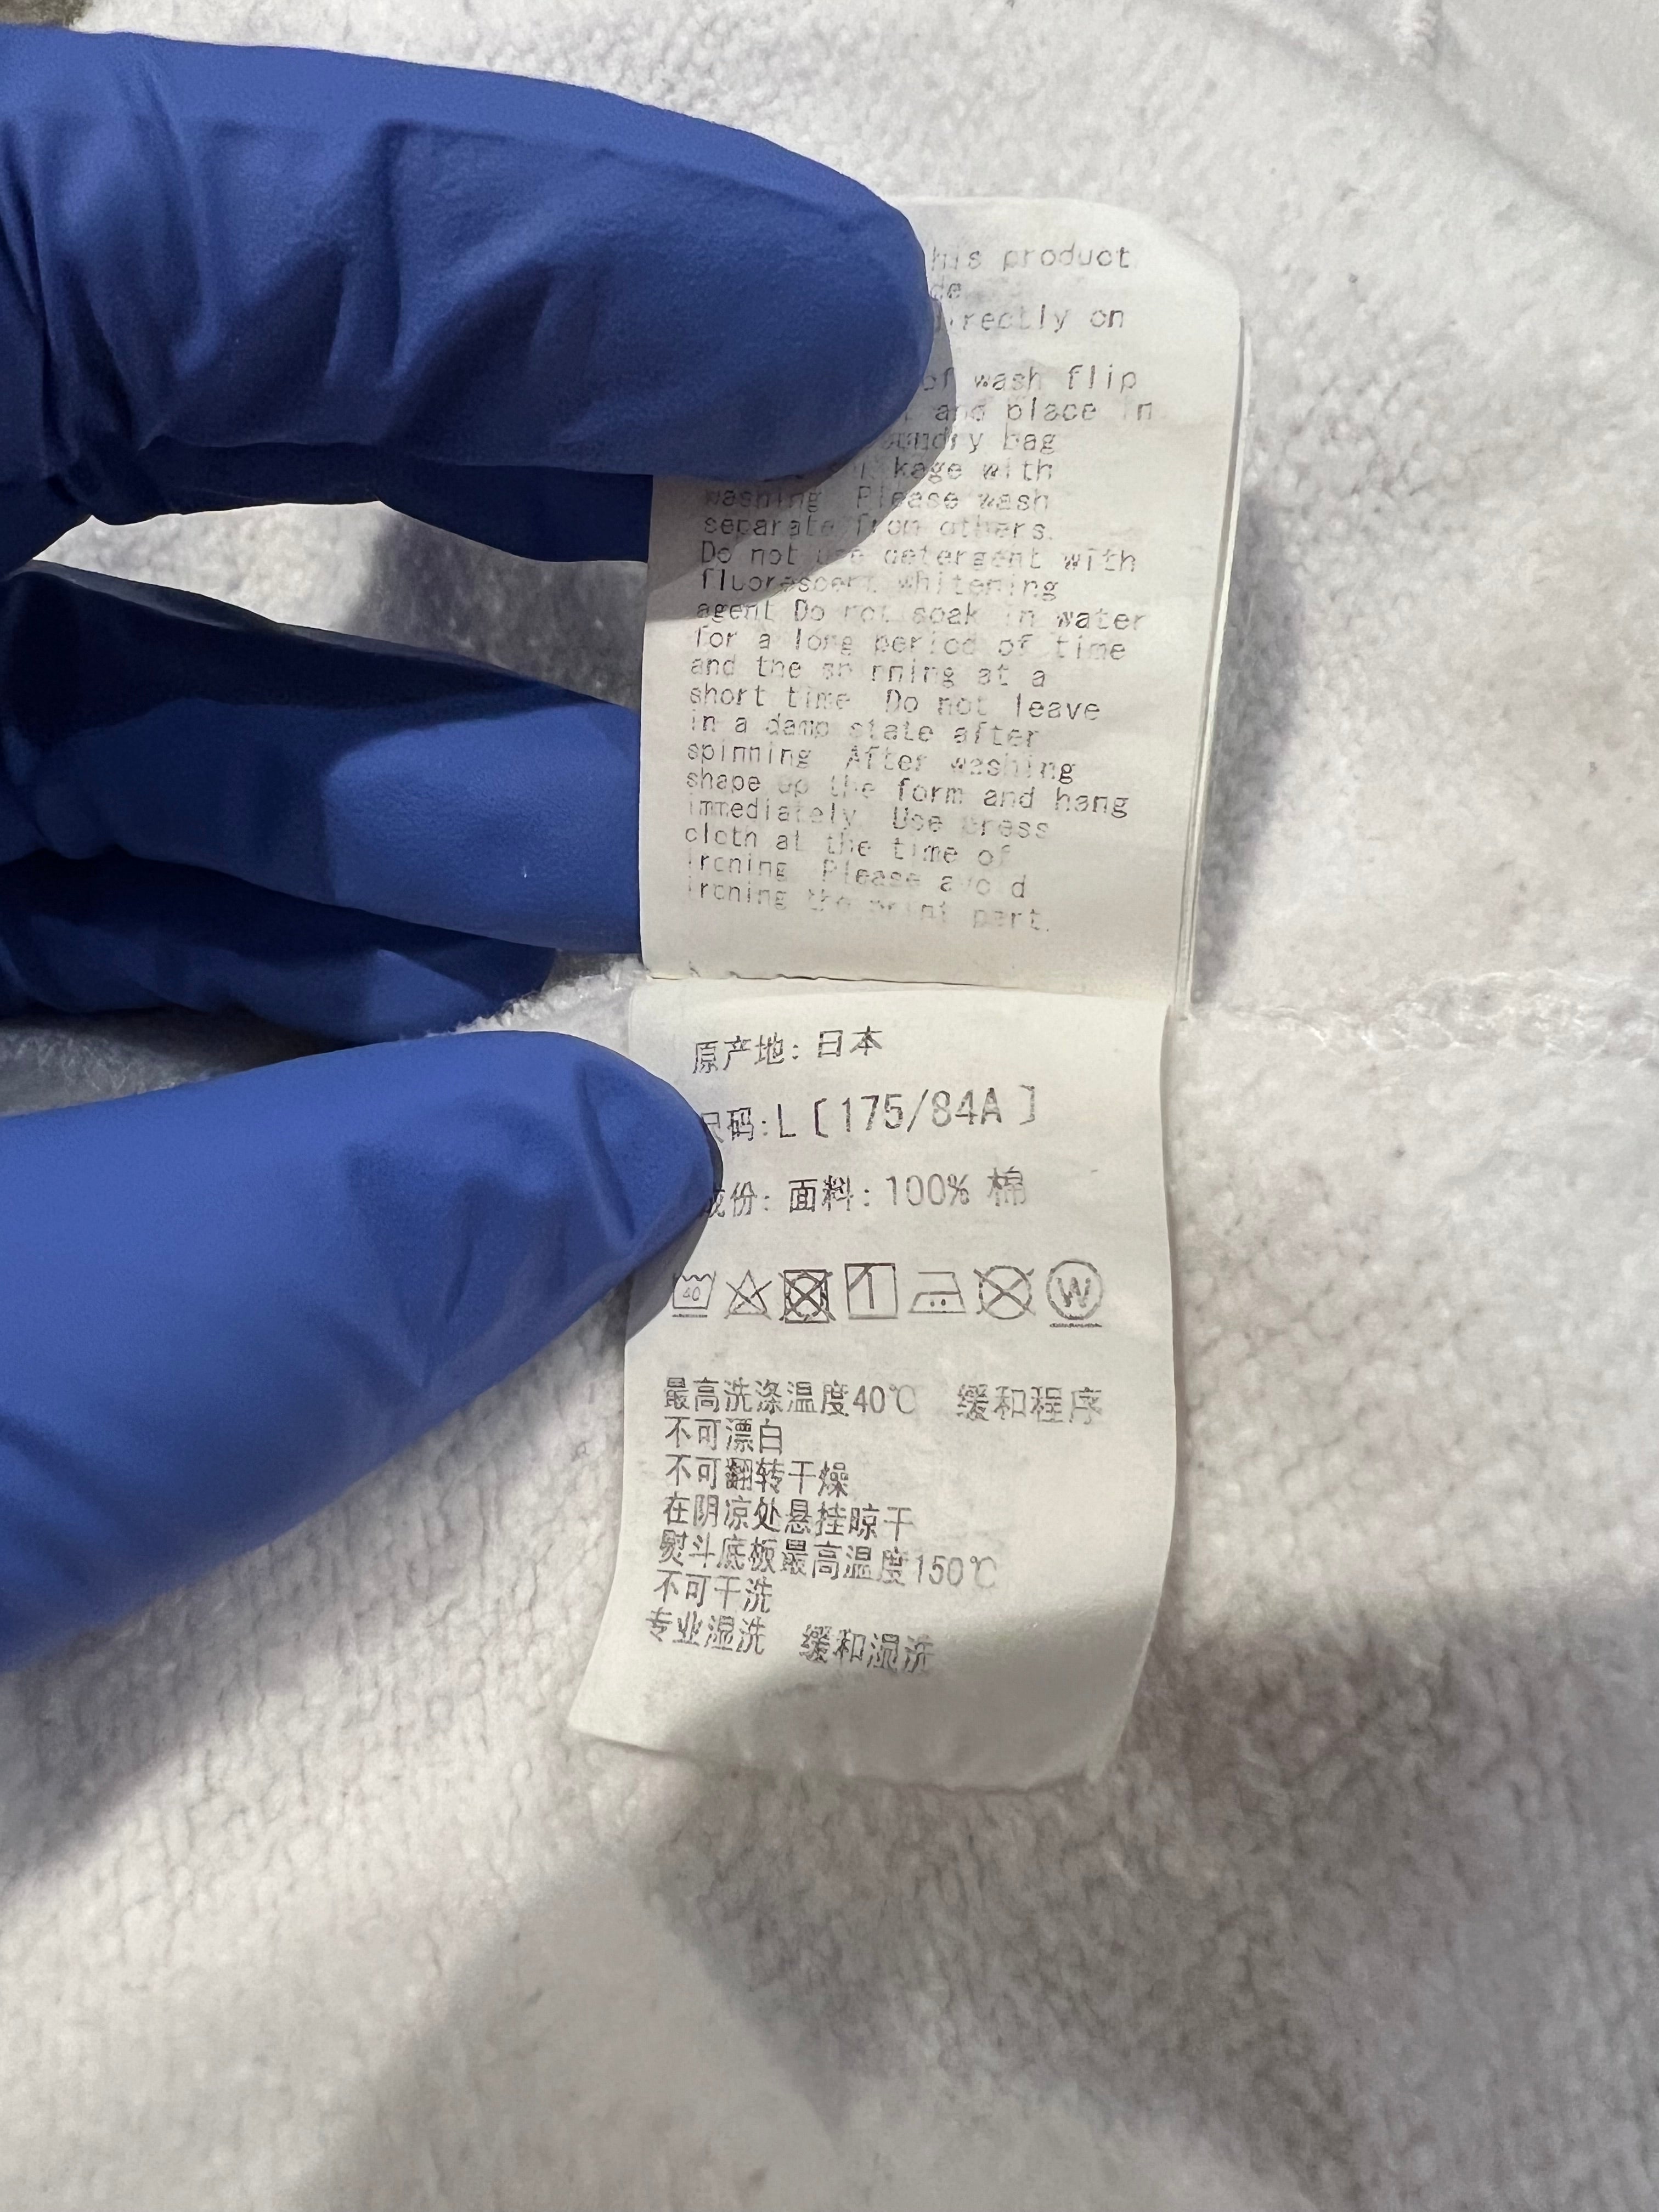 his product
de
irectly on
of wash flip
and place in
aundry bag
kage with
washing Please wash
separate from others.
Do not use detergent with
fluorescent whitening
agent Do not soak in water
for a long period of time
and the spinning at a
short time Do not leave
in a damp state after
spinning After washing
shape up the form and hang
immediately Use press
cloth at the time of
ironing Please avoid
ironing the print part.
原产地: 日本
尺码:L〔175/84A〕
成份: 面料: 100% 棉
40 W
最高洗涤温度40℃ 缓和程序
不可漂白
不可翻转干燥
在阴凉处悬挂晾干
熨斗底板最高温度150℃
不可干洗
专业湿洗 缓和湿洗